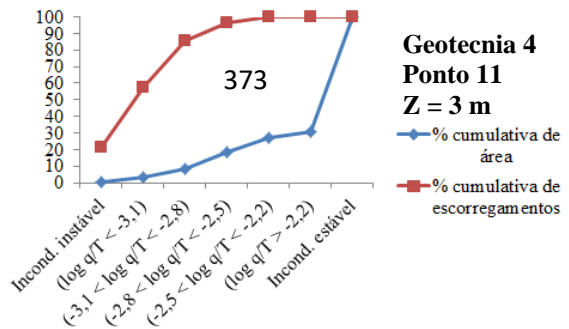 100
90
80
70
60
50
40
30
20
10
0
373
Incond. instável
(log q/T < -3,1)
(-3,1 < log q/T < -2,8)
(-2,8 < log q/T < -2,5)
(-2,5 < log q/T < -2,2)
(log q/T > -2,2)
Incond. estável
Geotecnia 4
Ponto 11
Z = 3 m
% cumulativa de
área
% cumulativa de
escorregamentos